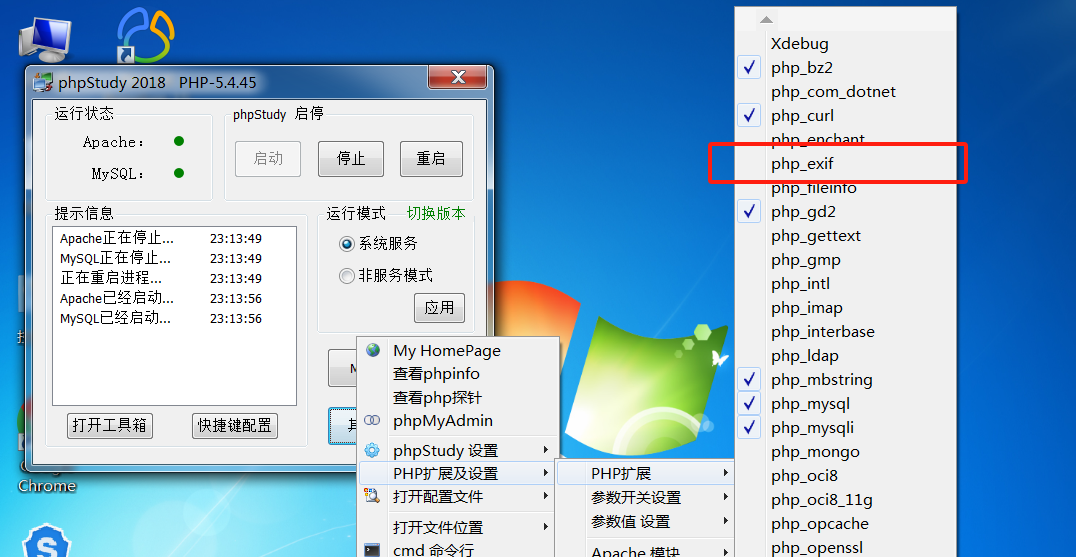 phpStudy 2018 PHP-5.4.45
运行状态
Apache:
MySQL:
phpStudy 启停
启动
停止
重启
提示信息
Apache正在停止... 23:13:49
MySQL正在停止... 23:13:49
正在重启进程... 23:13:49
Apache已经启动... 23:13:56
MySQL已经启动... 23:13:56
运行模式 切换版本
系统服务
非服务模式
应用
打开工具箱
快捷键配置
Chrome
My HomePage
查看phpinfo
查看php探针
phpMyAdmin
phpStudy 设置
PHP扩展及设置
打开配置文件
打开文件位置
cmd 命令行
PHP扩展
参数开关设置
参数值 设置
Apache 模块
Xdebug
php_bz2
php_com_dotnet
php_curl
php_enchant
php_exif
php_fileinfo
php_gd2
php_gettext
php_gmp
php_intl
php_imap
php_interbase
php_ldap
php_mbstring
php_mysql
php_mysqli
php_mongo
php_oci8
php_oci8_11g
php_opcache
php_openssl